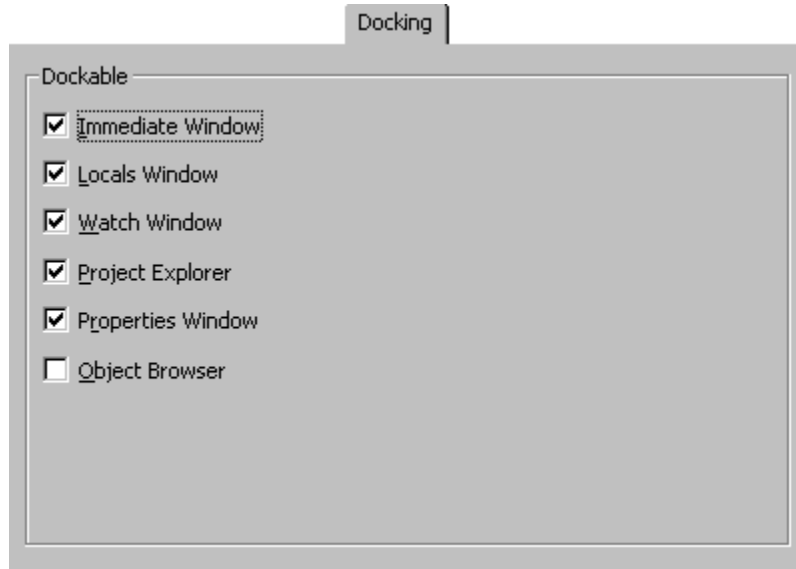 Docking
Dockable
Immediate Window
Locals Window
Watch Window
Project Explorer
Properties Window
Object Browser